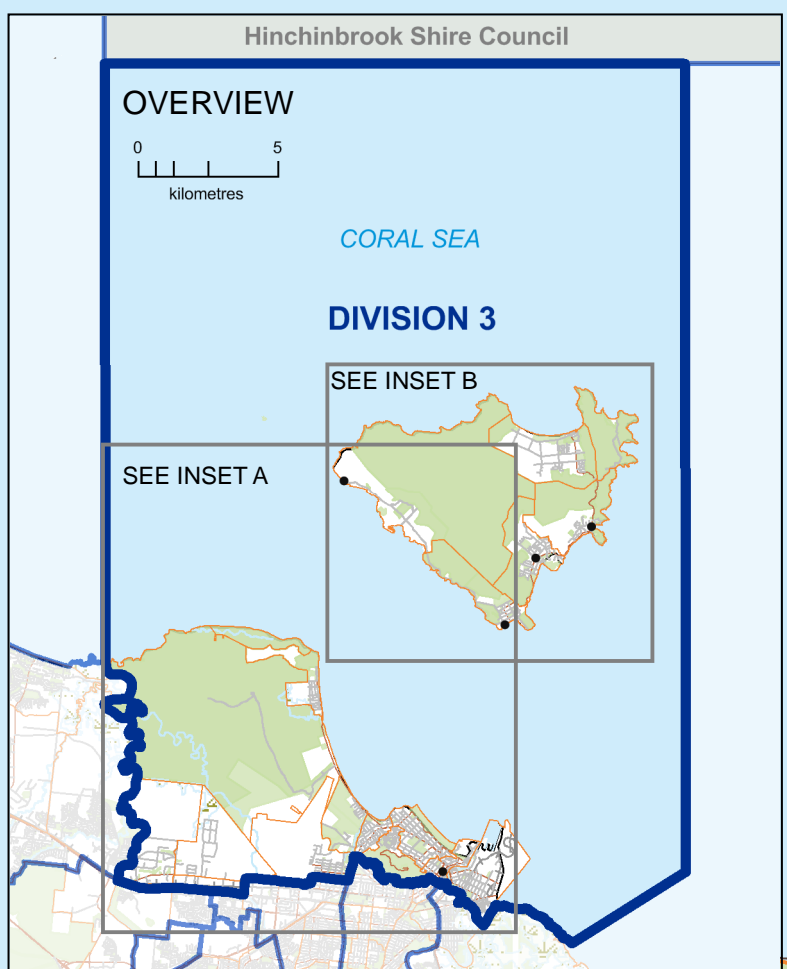 Hinchinbrook Shire Council
OVERVIEW
0 5
kilometres
CORAL SEA
DIVISION 3
SEE INSET B
SEE INSET A